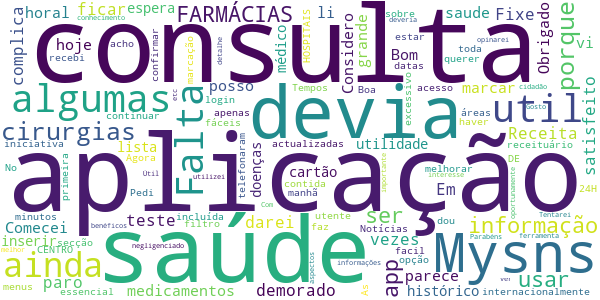 consulta
aplicação
saúde
devia
Mysns
algumas
util
ainda
Falta
cirurgias
porque
app
ser
usar
informação
FARMÁCIAS
ficar
espera
horal
li
complica
hoje
acho
conhecimento
recebi
confirmar
detalhe
marcação
HOSPITAIS
médico
Considero
grande
sobre
deveria
estar
toda
querer
saude
Bom
datas
poucas
Fixe
opinarei
Obrigado
vi
etc
login
Tempos
fáceis
continuar
apenas
posso
telefonaram
doenças
excessivo
Boa
acesso
actualizadas
utilidade
marcar
áreas
haver
cidadão
Gosto
satisfeito
Receita
receituário
iniciativa
No
Agora
primeira
lista
Util
utilizei
Pedi
teste
cartão
contida
manhã
Em
melhorar
DE
interesse
oportunamente
24H
Comecei
minutos
inserir
secção
CENTRO
menus
melhor
essencial
paro
benéficos
negligenciado
medicamentos
incluída
filtro
darei
Com
aspectos
demorado
utente
faz
vezes
Notícias
informações
Às
importante
facil
opção
parece
histórico
dou
Parabéns
ver
ferramenta
Tentarei
internacionalmente